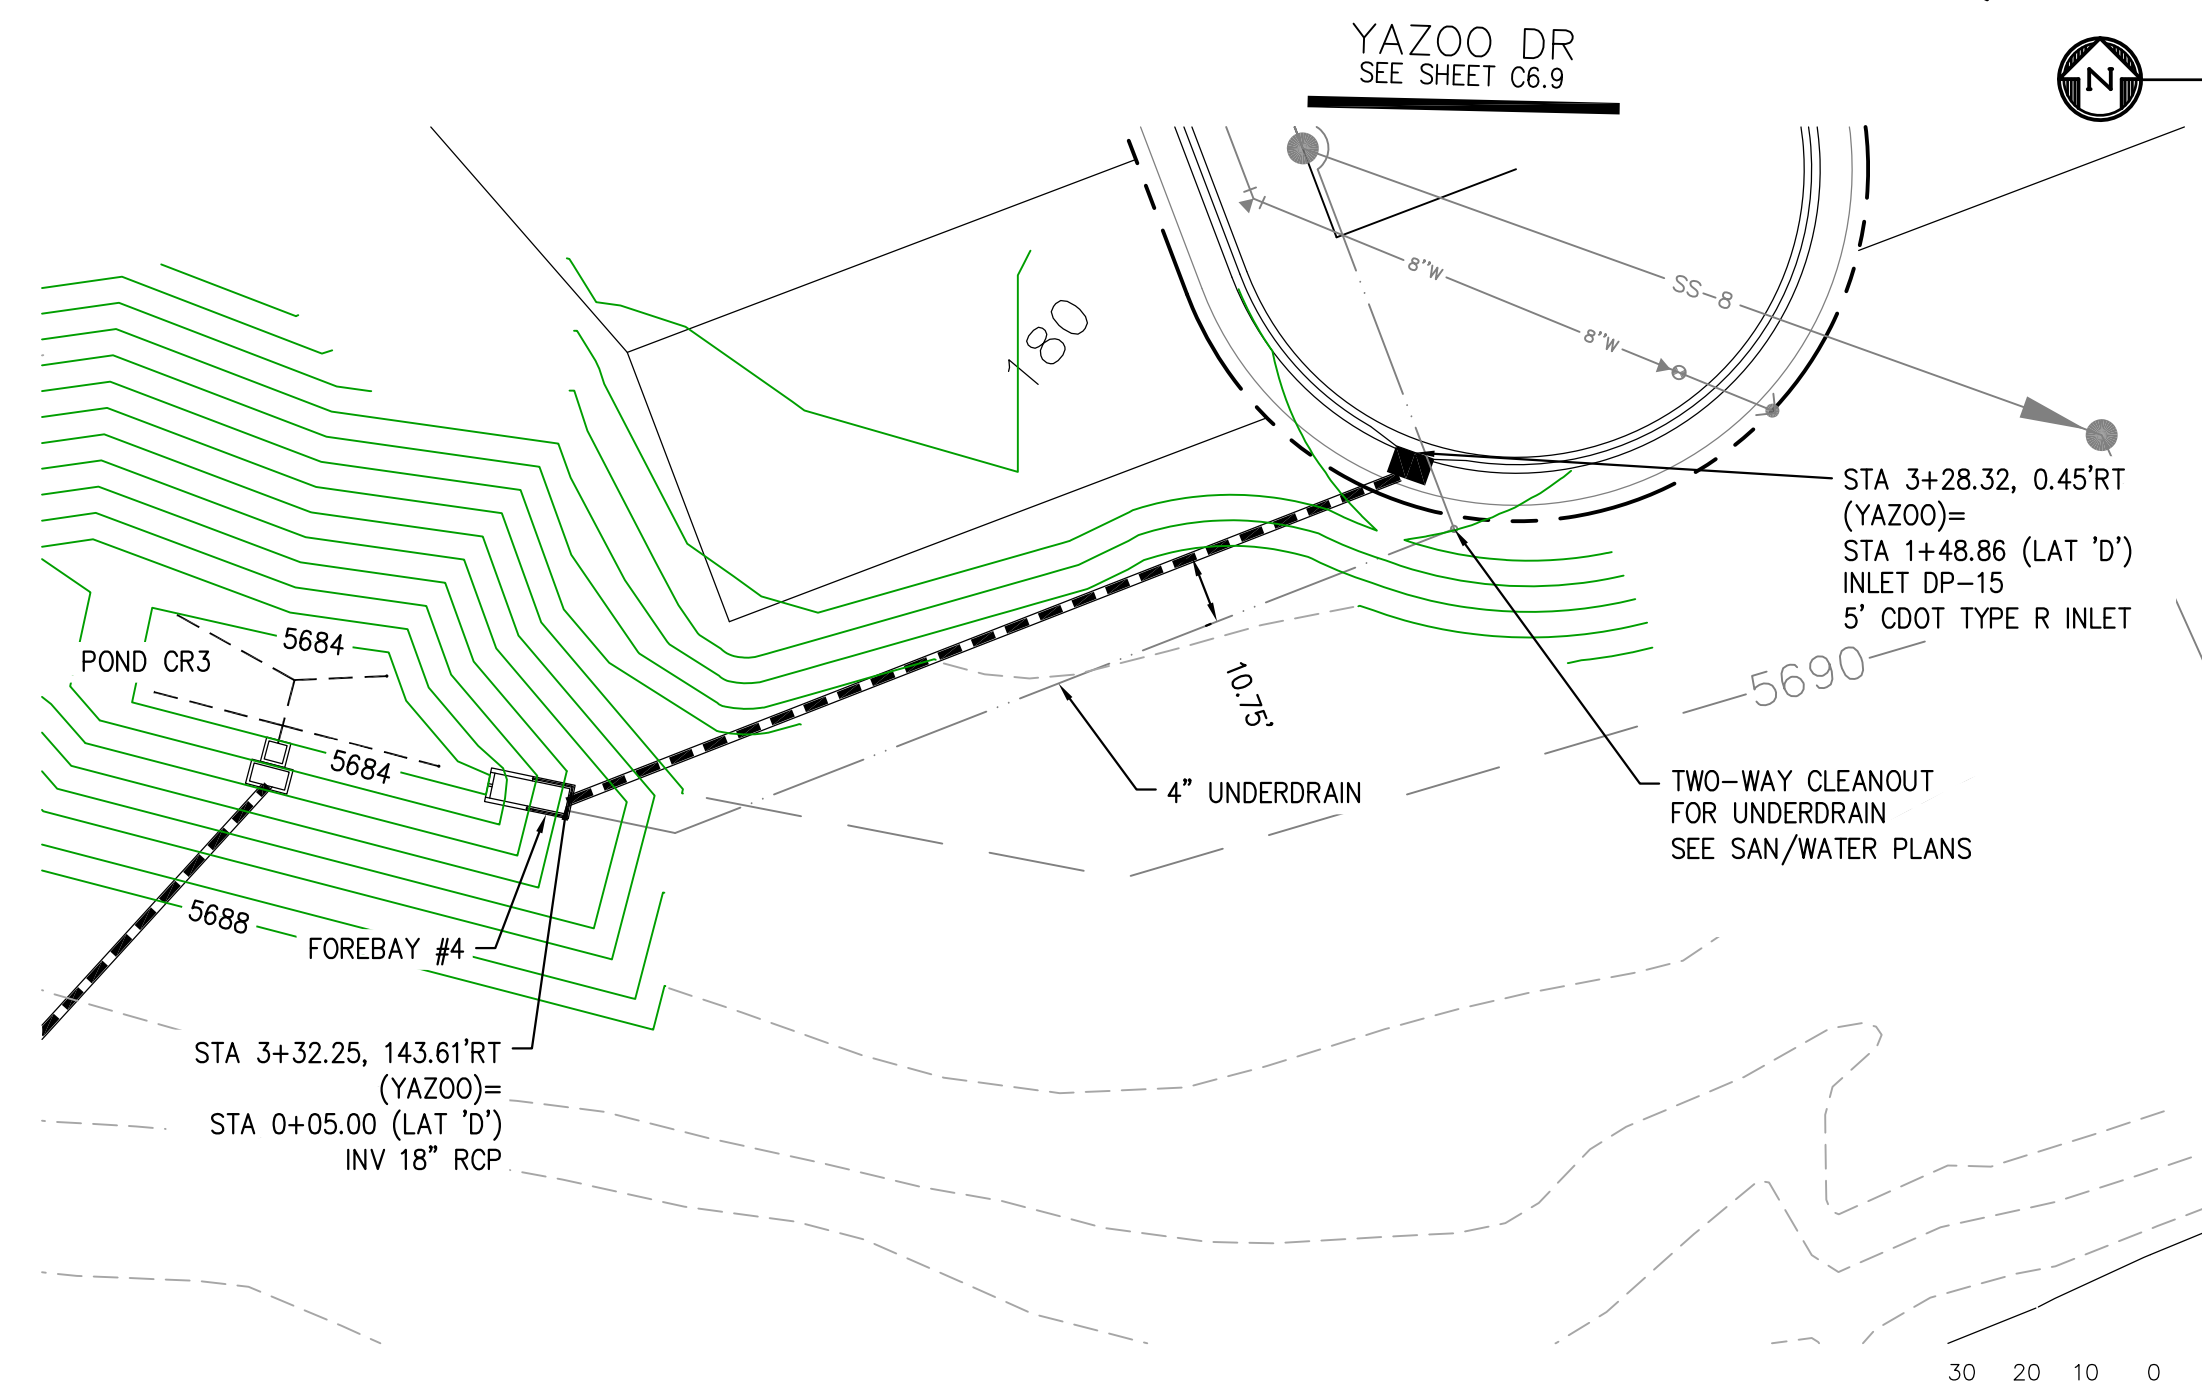 YAZOO DR
SEE SHEET C6.9
N
180
8"W
SS-8
8"W
STA 3+28.32, 0.45'RT
(YAZOO)=
STA 1+48.86 (LAT 'D')
INLET DP-15
5' CDOT TYPE R INLET
5684
POND CR3
5690
10.75'
5684
4" UNDERDRAIN
TWO-WAY CLEANOUT
FOR UNDERDRAIN
SEE SAN/WATER PLANS
5688
FOREBAY #4
STA 3+32.25, 143.61'RT
(YAZOO)=
STA 0+05.00 (LAT 'D')
INV 18" RCP
30 20 10 0